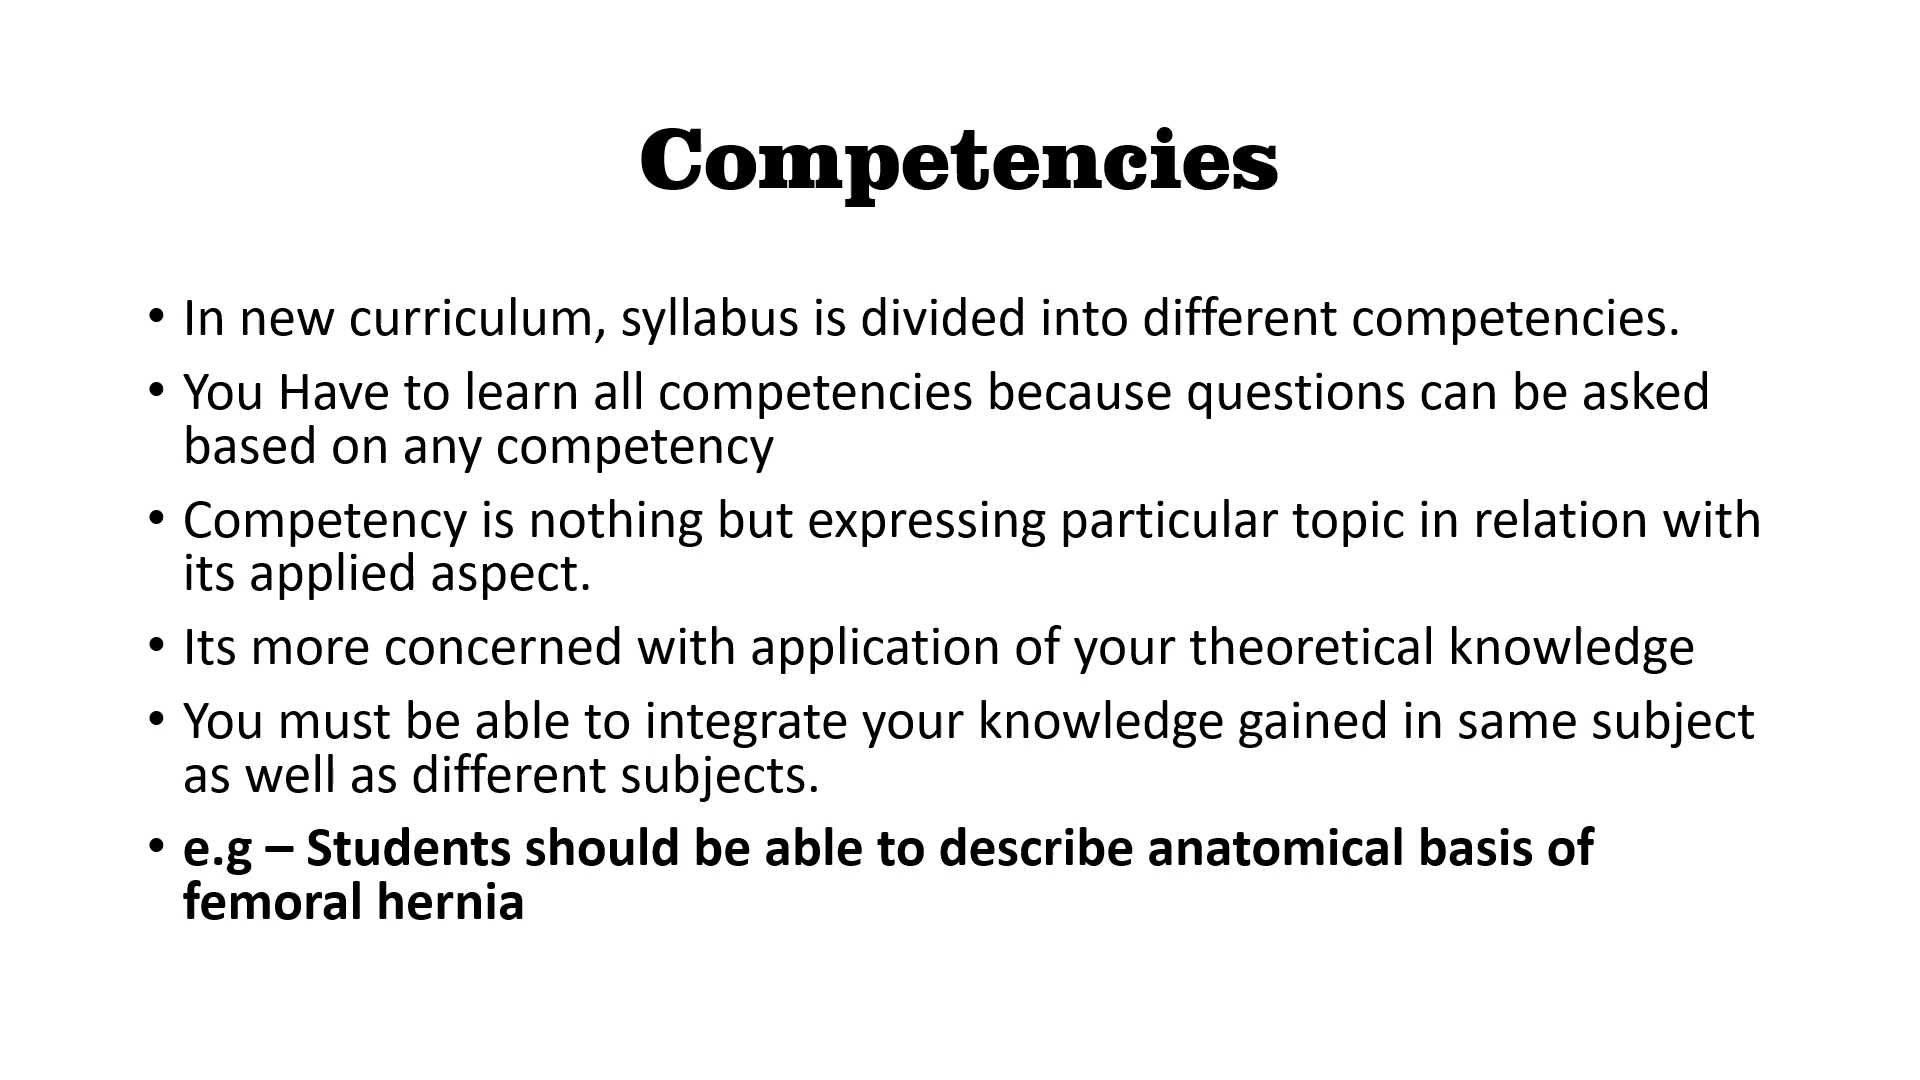 Competencies
• In new curriculum, syllabus is divided into different competencies.
• You Have to learn all competencies because questions can be asked
based on any competency
• Competency is nothing but expressing particular topic in relation with
its applied aspect.
• Its more concerned with application of your theoretical knowledge
• You must be able to integrate your knowledge gained in same subject
as well as different subjects.
• e.g – Students should be able to describe anatomical basis of
femoral hernia